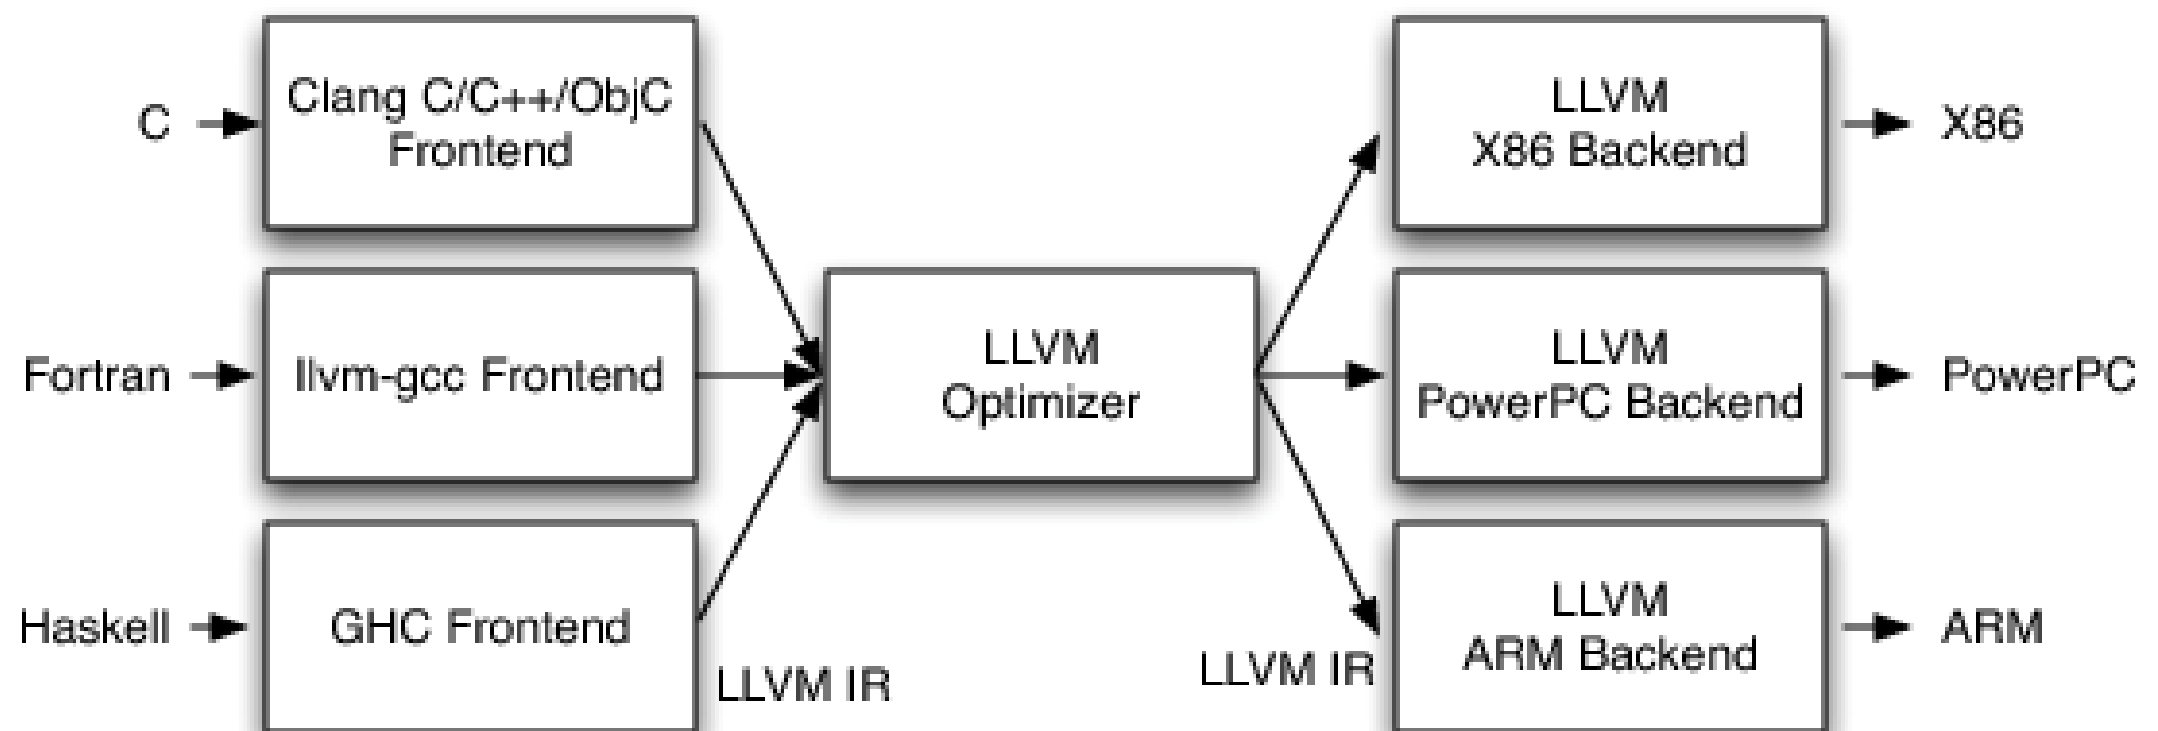 C
Clang C/C++/ObjC
Frontend
LLVM
X86 Backend
X86
Fortran
llvm-gcc Frontend
LLVM
Optimizer
LLVM
PowerPC Backend
PowerPC
Haskell
GHC Frontend
LLVM IR
LLVM IR
LLVM
ARM Backend
ARM